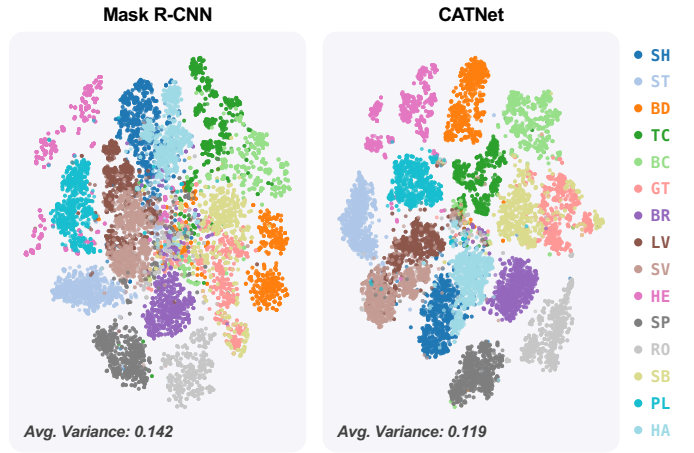 Mask R-CNN
CATNet
SH
ST
BD
TC
BC
GT
BR
LV
SV
HE
SP
RO
SB
PL
HA
Avg. Variance: 0.142
Avg. Variance: 0.119